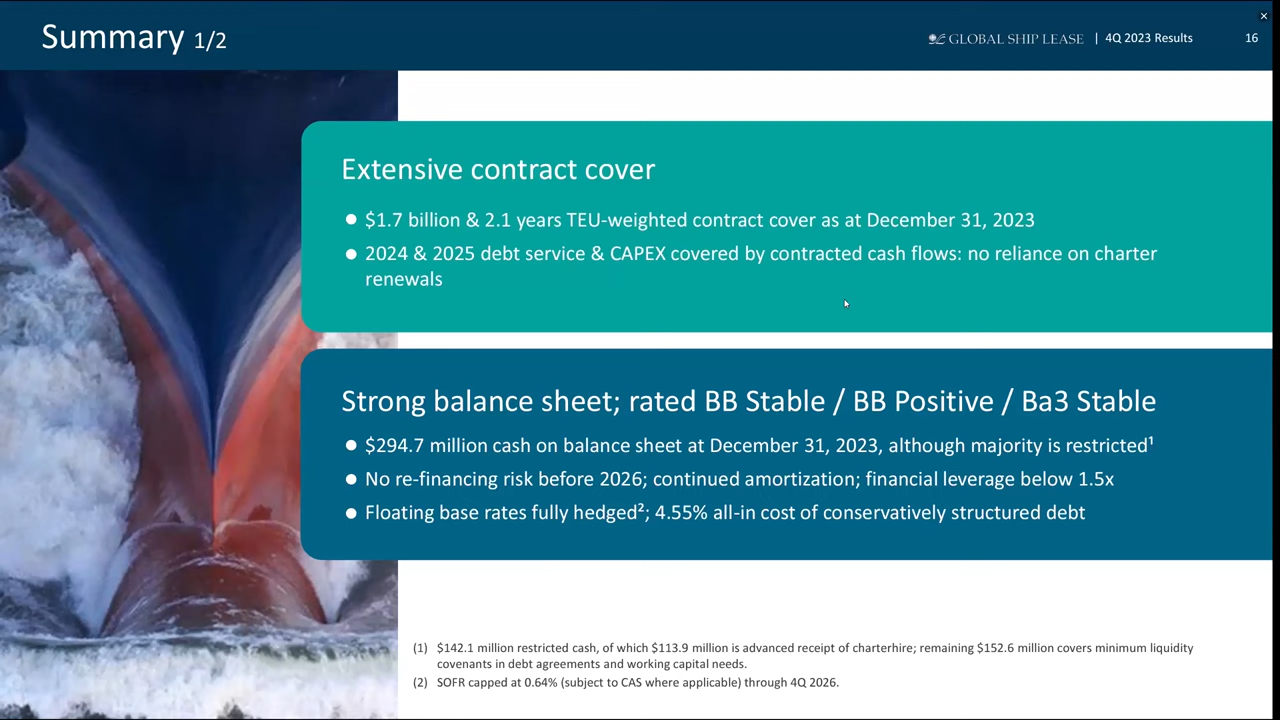 Summary 1/2
GLOBAL SHIP LEASE | 4Q 2023 Results 16
Extensive contract cover
● $1.7 billion & 2.1 years TEU-weighted contract cover as at December 31, 2023
● 2024 & 2025 debt service & CAPEX covered by contracted cash flows: no reliance on charter
renewals
Strong balance sheet; rated BB Stable / BB Positive / Ba3 Stable
● $294.7 million cash on balance sheet at December 31, 2023, although majority is restricted¹
● No re-financing risk before 2026; continued amortization; financial leverage below 1.5x
● Floating base rates fully hedged²; 4.55% all-in cost of conservatively structured debt
(1) $142.1 million restricted cash, of which $113.9 million is advanced receipt of charterhire; remaining $152.6 million covers minimum liquidity
covenants in debt agreements and working capital needs.
(2) SOFR capped at 0.64% (subject to CAS where applicable) through 4Q 2026.